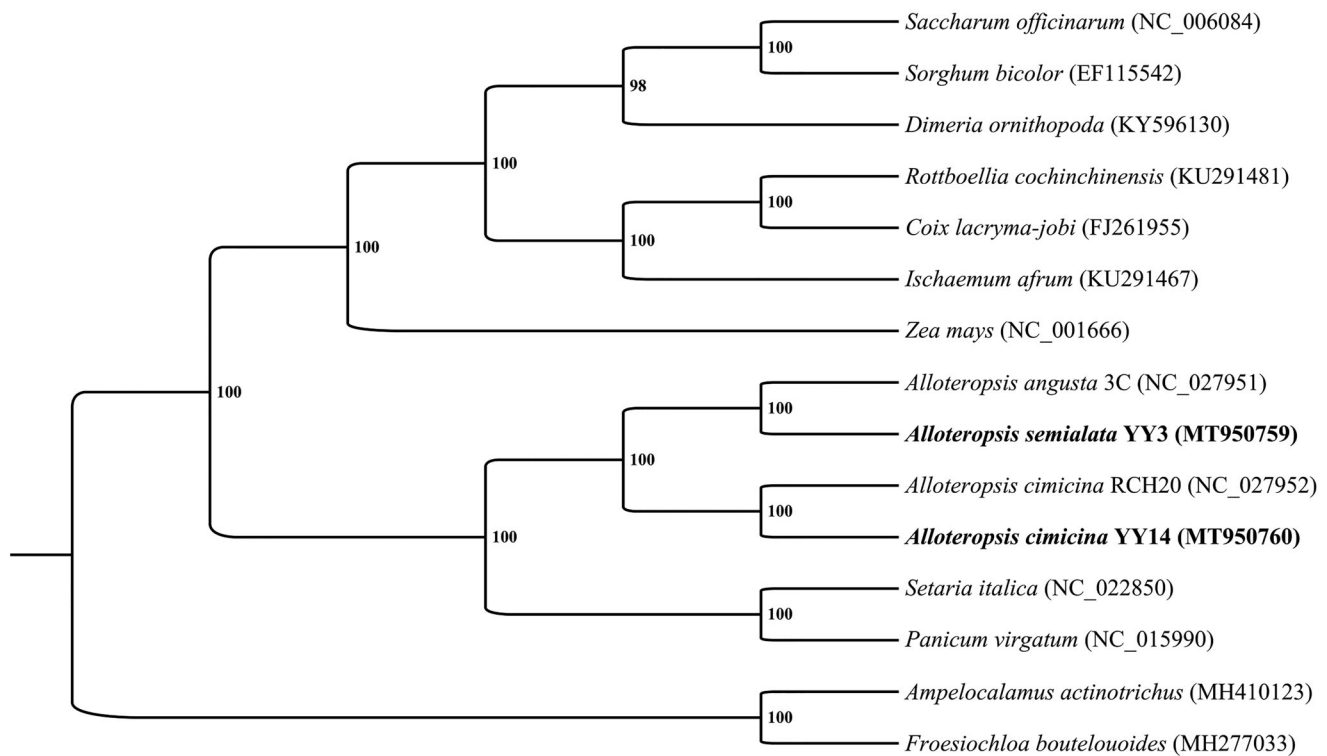 Saccharum officinarum (NC_006084)
100
Sorghum bicolor (EF115542)
98
Dimeria ornithopoda (KY596130)
100
Rottboellia cochinchinensis (KU291481)
100
Coix lacryma-jobi (FJ261955)
100
100
Ischaemum afrum (KU291467)
Zea mays (NC_001666)
Alloteropsis angusta 3C (NC_027951)
100
100
Alloteropsis semialata YY3 (MT950759)
100
Alloteropsis cimicina RCH20 (NC_027952)
100
100
Alloteropsis cimicina YY14 (MT950760)
Setaria italica (NC_022850)
100
Panicum virgatum (NC_015990)
Ampelocalamus actinotrichus (MH410123)
100
Froesiochloa boutelouoides (MH277033)